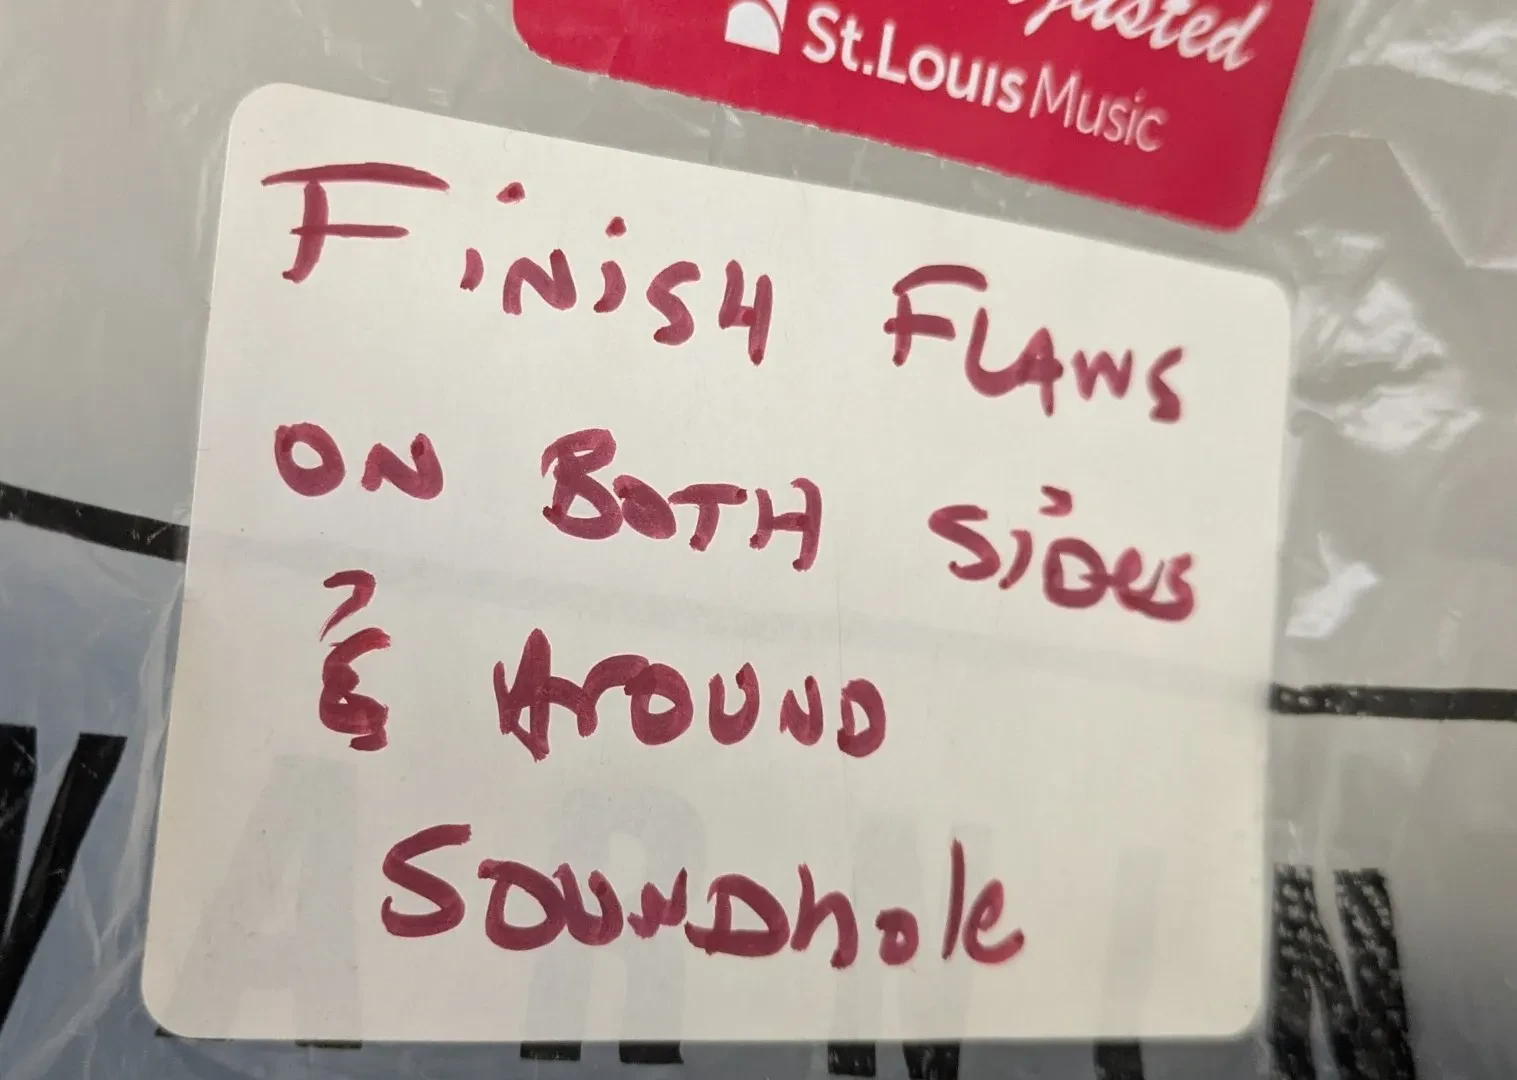 St.Louis Music
Finish Flaws
on Both Sides
& Around
Soundhole